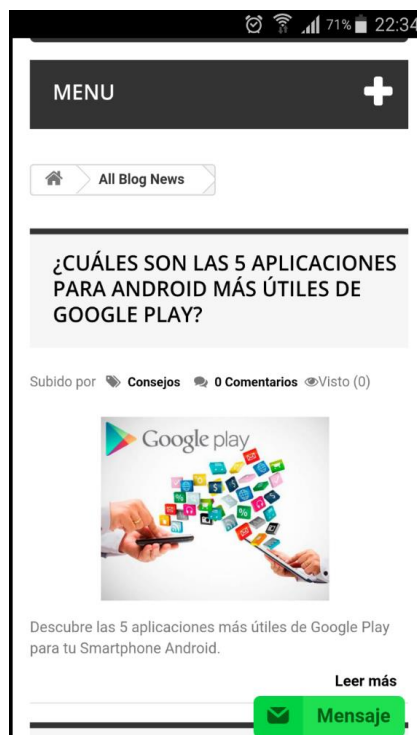 71% 22:34
MENU
All Blog News
¿CUÁLES SON LAS 5 APLICACIONES
PARA ANDROID MÁS ÚTILES DE
GOOGLE PLAY?
Subido por Consejos 0 Comentarios Visto (0)
Google play
Descubre las 5 aplicaciones más útiles de Google Play
para tu Smartphone Android.
Leer más
Mensaje